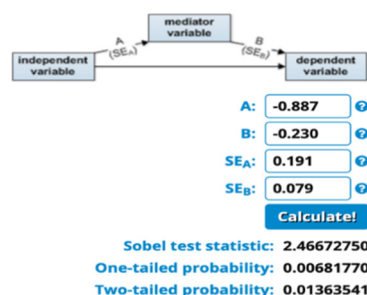 mediator
variable
A
(SEA)
B
(SEB)
independent
variable
dependent
variable
A: -0.887
B: -0.230
SEA: 0.191
SEB: 0.079
Calculate!
Sobel test statistic: 2.46672750
One-tailed probability: 0.00681770
Two-tailed probability: 0.01363541